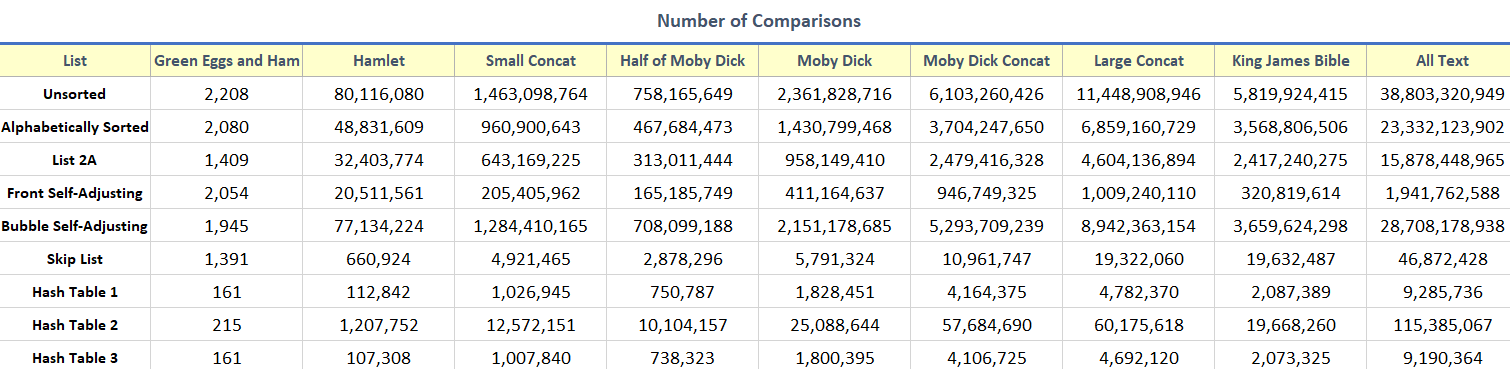 Number of Comparisons
List Green Eggs and Ham Hamlet Small Concat Half of Moby Dick Moby Dick Moby Dick Concat Large Concat King James Bible All Text
Unsorted 2,208 80,116,080 1,463,098,764 758,165,649 2,361,828,716 6,103,260,426 11,448,908,946 5,819,924,415 38,803,320,949
Alphabetically Sorted 2,080 48,831,609 960,900,643 467,684,473 1,430,799,468 3,704,247,650 6,859,160,729 3,568,806,506 23,332,123,902
List 2A 1,409 32,403,774 643,169,225 313,011,444 958,149,410 2,479,416,328 4,604,136,894 2,417,240,275 15,878,448,965
Front Self-Adjusting 2,054 20,511,561 205,405,962 165,185,749 411,164,637 946,749,325 1,009,240,110 320,819,614 1,941,762,588
Bubble Self-Adjusting 1,945 77,134,224 1,284,410,165 708,099,188 2,151,178,685 5,293,709,239 8,942,363,154 3,659,624,298 28,708,178,938
Skip List 1,391 660,924 4,921,465 2,878,296 5,791,324 10,961,747 19,322,060 19,632,487 46,872,428
Hash Table 1 161 112,842 1,026,945 750,787 1,828,451 4,164,375 4,782,370 2,087,389 9,285,736
Hash Table 2 215 1,207,752 12,572,151 10,104,157 25,088,644 57,684,690 60,175,618 19,668,260 115,385,067
Hash Table 3 161 107,308 1,007,840 738,323 1,800,395 4,106,725 4,692,120 2,073,325 9,190,364